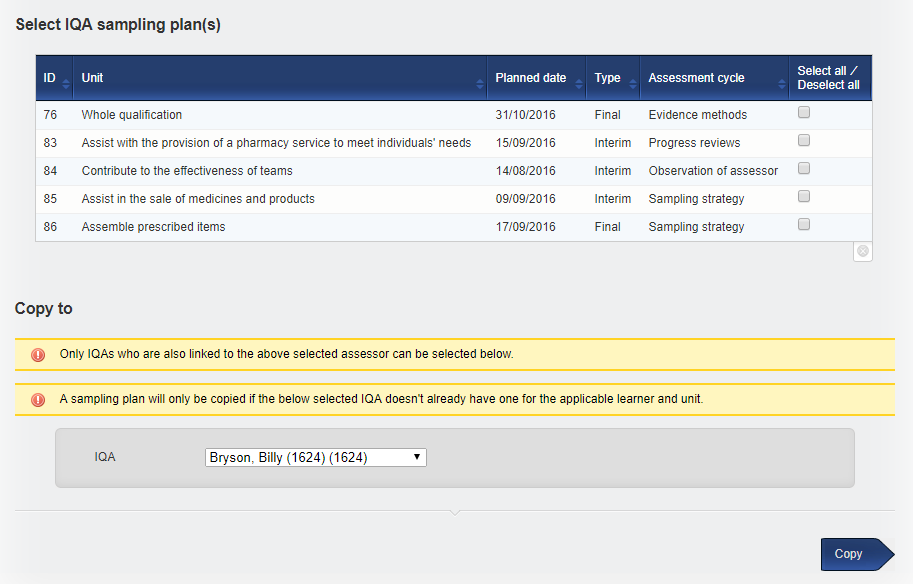 Select IQA sampling plan(s)
ID Unit Planned date Type Assessment cycle Select all / Deselect all
76 Whole qualification 31/10/2016 Final Evidence methods
83 Assist with the provision of a pharmacy service to meet individuals' needs 15/09/2016 Interim Progress reviews
84 Contribute to the effectiveness of teams 14/08/2016 Interim Observation of assessor
85 Assist in the sale of medicines and products 09/09/2016 Interim Sampling strategy
86 Assemble prescribed items 17/09/2016 Final Sampling strategy
Copy to
Only IQAs who are also linked to the above selected assessor can be selected below.
A sampling plan will only be copied if the below selected IQA doesn't already have one for the applicable learner and unit.
IQA Bryson, Billy (1624) (1624)
Copy